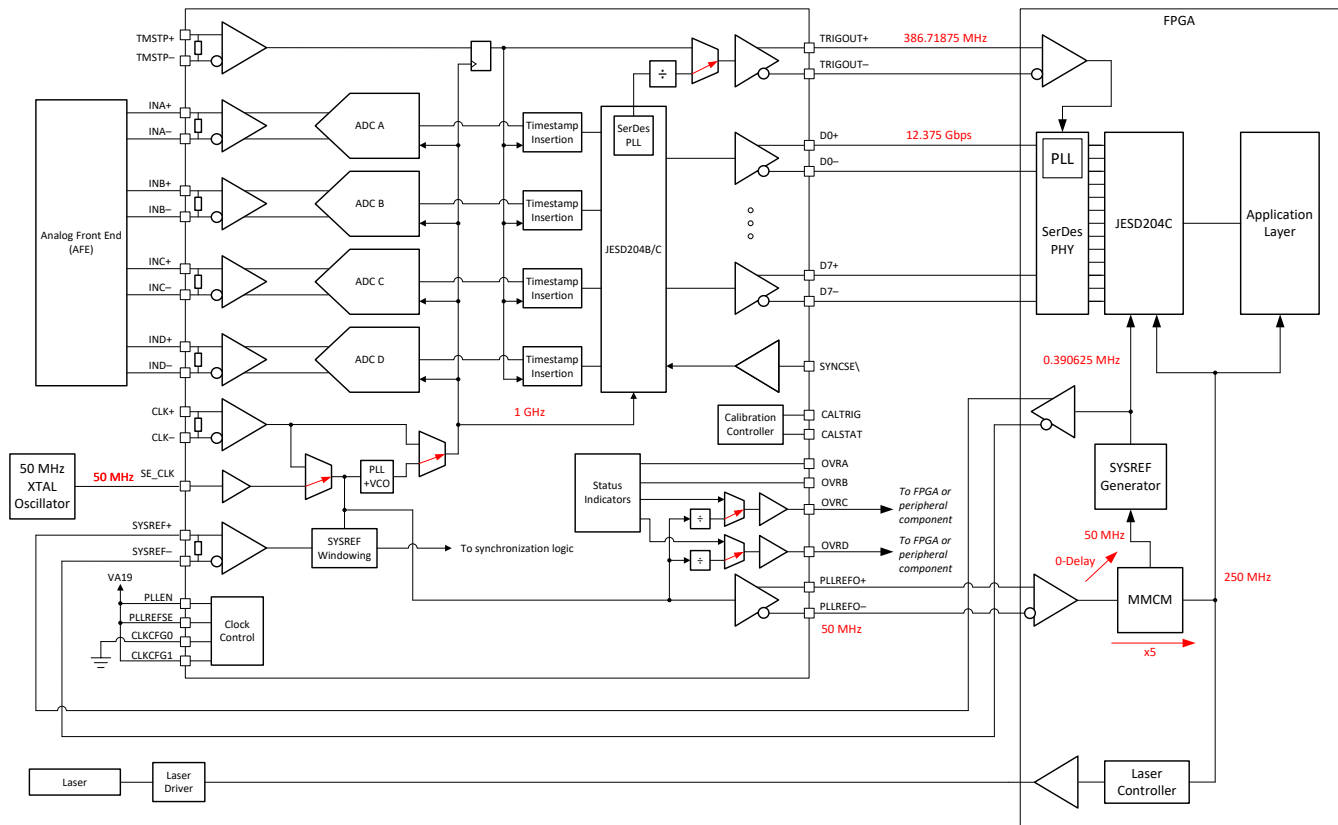 FPGA
TMSTP+
TMSTP–
TRIGOUT+
386.71875 MHz
TRIGOUT–
÷
INA+
INA–
ADC A
Timestamp
Insertion
SerDes
PLL
D0+
12.375 Gbps
D0–
PLL
INB+
INB–
ADC B
Timestamp
Insertion
Analog Front End
(AFE)
JESD204B/C
SerDes
PHY
JESD204C
Application
Layer
INC+
INC–
ADC C
Timestamp
Insertion
D7+
D7–
IND+
IND–
ADC D
Timestamp
Insertion
SYNCSE\
0.390625 MHz
CLK+
CLK–
1 GHz
Calibration
Controller
CALTRIG
CALSTAT
50 MHz
XTAL
Oscillator
50 MHz
SE_CLK
PLL
+VCO
Status
Indicators
OVRA
OVRB
OVRC
To FPGA or
peripheral
component
÷
SYSREF
Generator
SYSREF+
SYSREF–
SYSREF
Windowing
To synchronization logic
OVRD
To FPGA or
peripheral
component
÷
50 MHz
0-Delay
VA19
PLLEN
PLLREFSE
CLKCFG0
CLKCFG1
Clock
Control
PLLREFO+
PLLREFO–
50 MHz
MMCM
250 MHz
x5
Laser
Laser
Driver
Laser
Controller